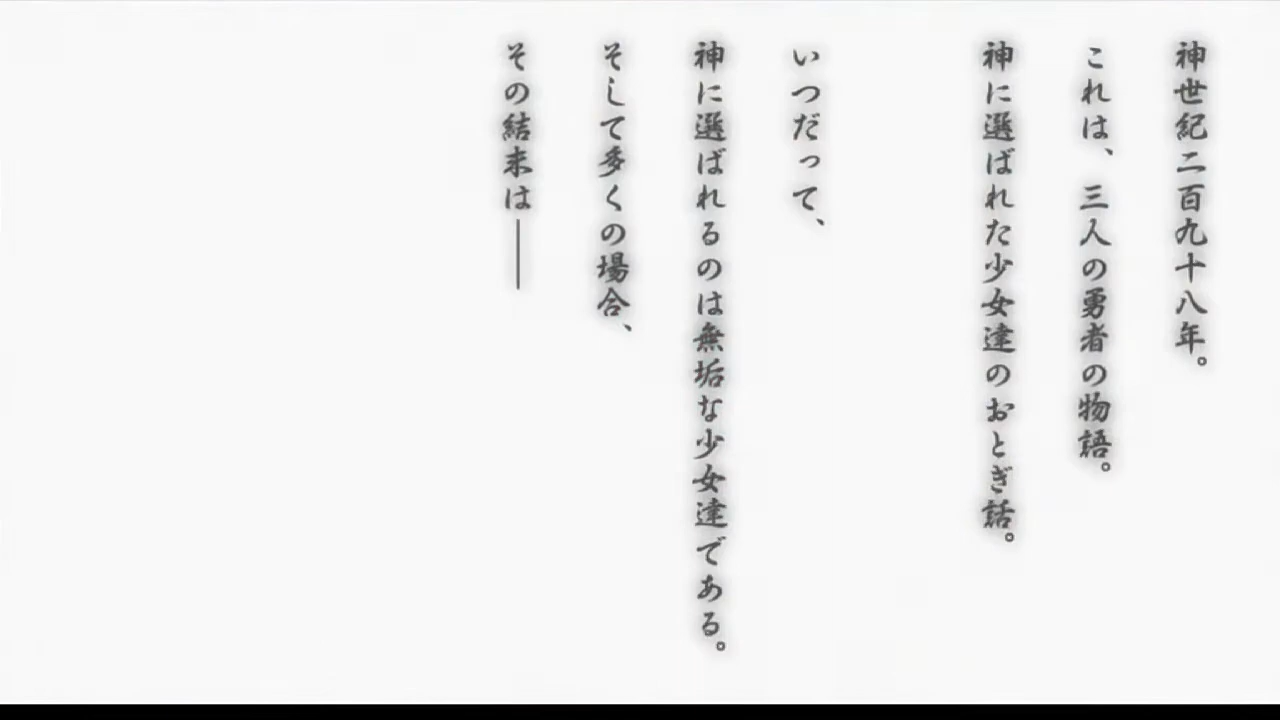 神世紀二百九十八年。
これは、三人の勇者の物語。
神に選ばれた少女達のおとぎ話。
いつだって、
神に選ばれるのは無垢な少女達である。
そして多くの場合、
その結末は――